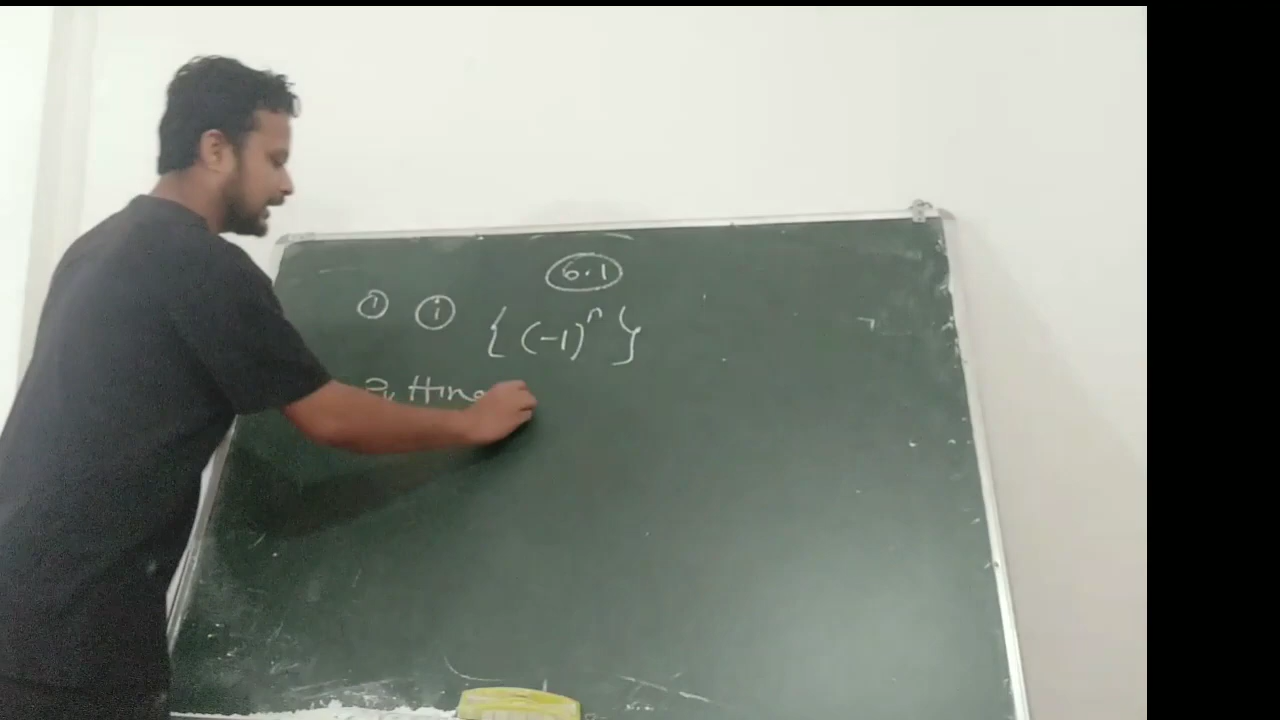 6.1
① ⓘ {(-1)ⁿ}